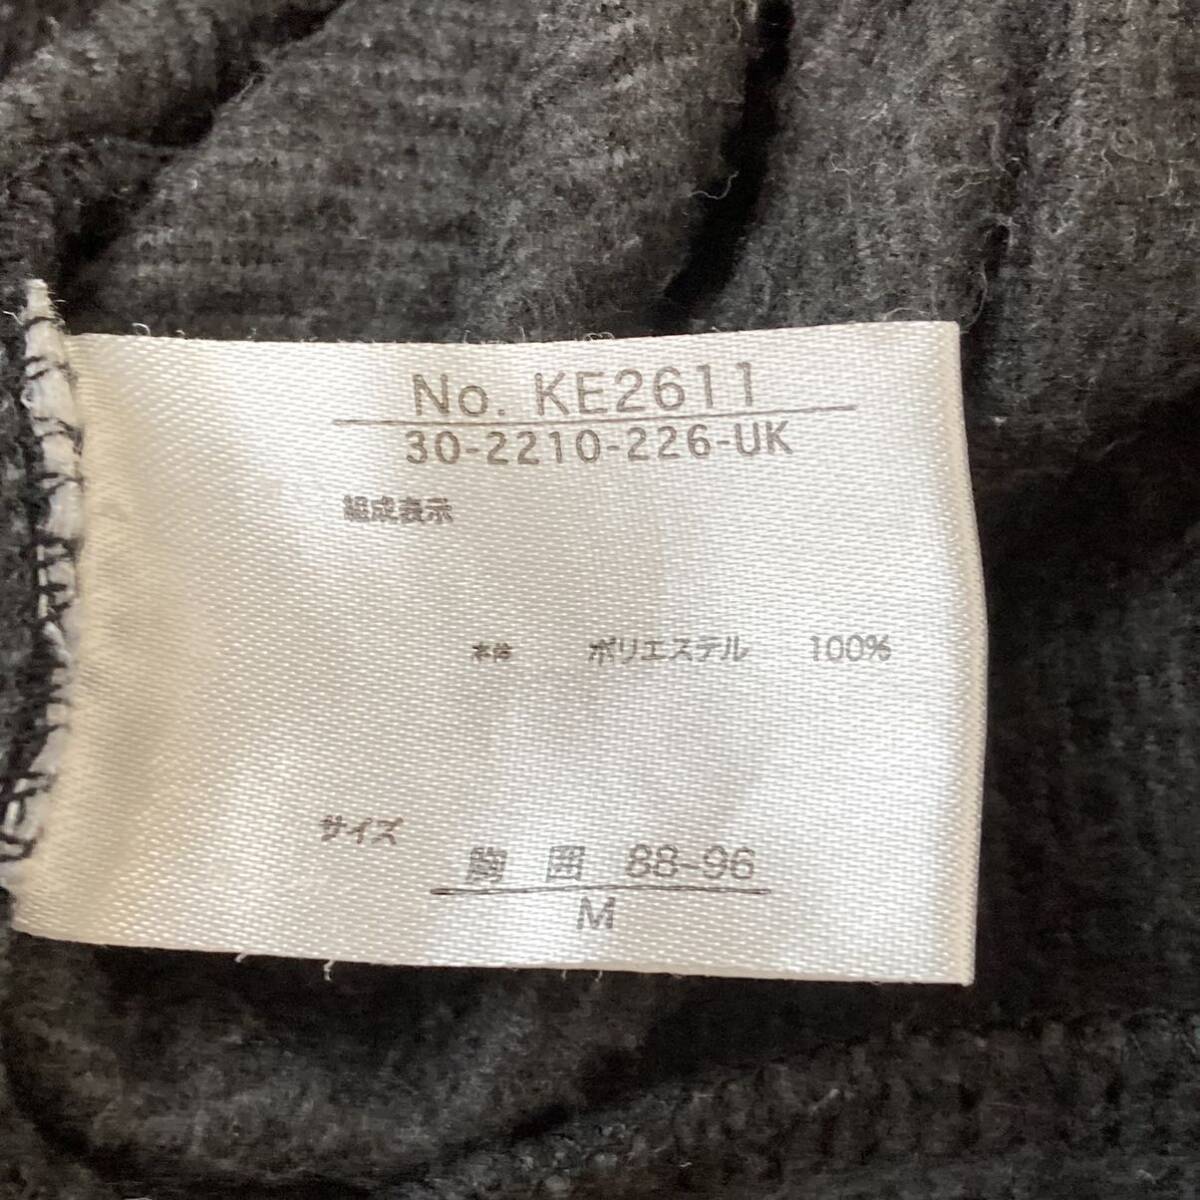 No. KE2611
30-2210-226-UK
組成表示
本体 ポリエステル 100%
サイズ
胸 囲 88-96
M